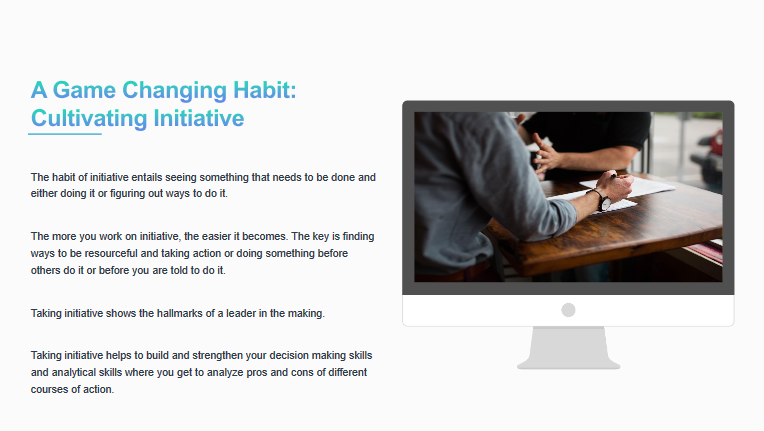 A Game Changing Habit:
Cultivating Initiative
The habit of initiative entails seeing something that needs to be done and
either doing it or figuring out ways to do it.
The more you work on initiative, the easier it becomes. The key is finding
ways to be resourceful and taking action or doing something before
others do it or before you are told to do it.
Taking initiative shows the hallmarks of a leader in the making.
Taking initiative helps to build and strengthen your decision making skills
and analytical skills where you get to analyze pros and cons of different
courses of action.